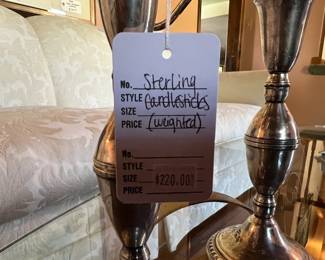 No. Sterling
STYLE Candlesticks
SIZE
PRICE (weighted)
No.
STYLE
SIZE
PRICE $220.00